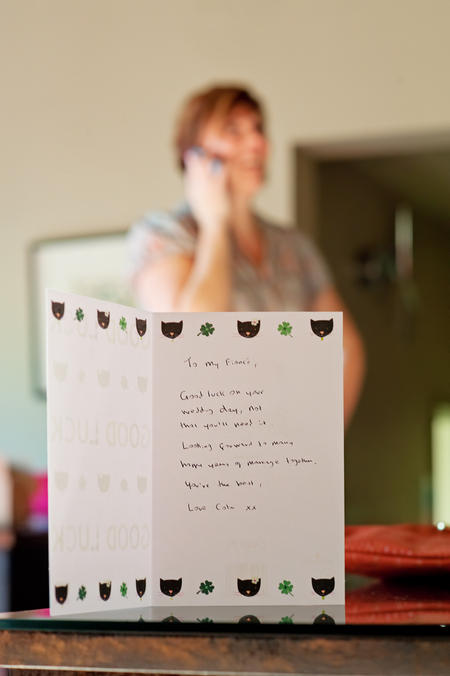 To my Fiancé,
Good luck on your
wedding day, not
that you'll need it.
Looking forward to many
happy years of marriage together.
You're the best,
Love Colm xx
GOOD LUCK
GOOD LUCK
GOOD LUCK